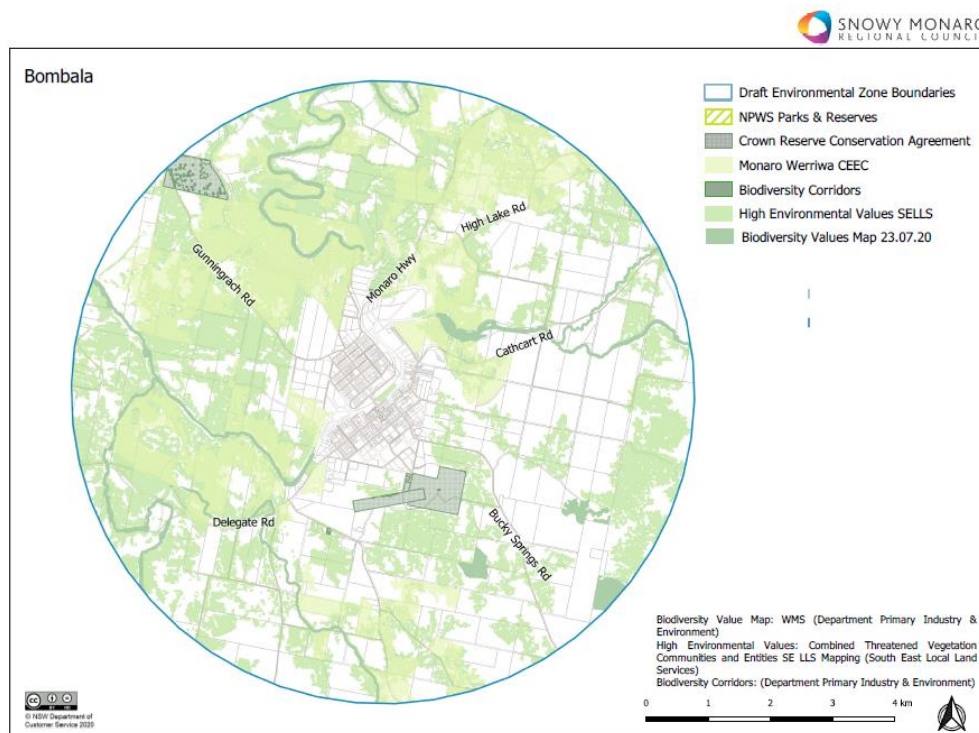 SNOWY MONARO
REGIONAL COUNCIL
Bombala
Draft Environmental Zone Boundaries
NPWS Parks & Reserves
Crown Reserve Conservation Agreement
Monaro Werriwa CEEC
Biodiversity Corridors
High Environmental Values SELLS
Biodiversity Values Map 23.07.20
High Lake Rd
Gunningrach Rd
Monaro Hwy
Cathcart Rd
Delegate Rd
Bucky Springs Rd
Biodiversity Value Map: WMS (Department Primary Industry &
Environment)
High Environmental Values: Combined Threatened Vegetation
Communities and Entities SE LLS Mapping (South East Local Land
Services)
Biodiversity Corridors: (Department Primary Industry & Environment)
cc
© NSW Department of
Customer Service 2020
0 1 2 3 4 km